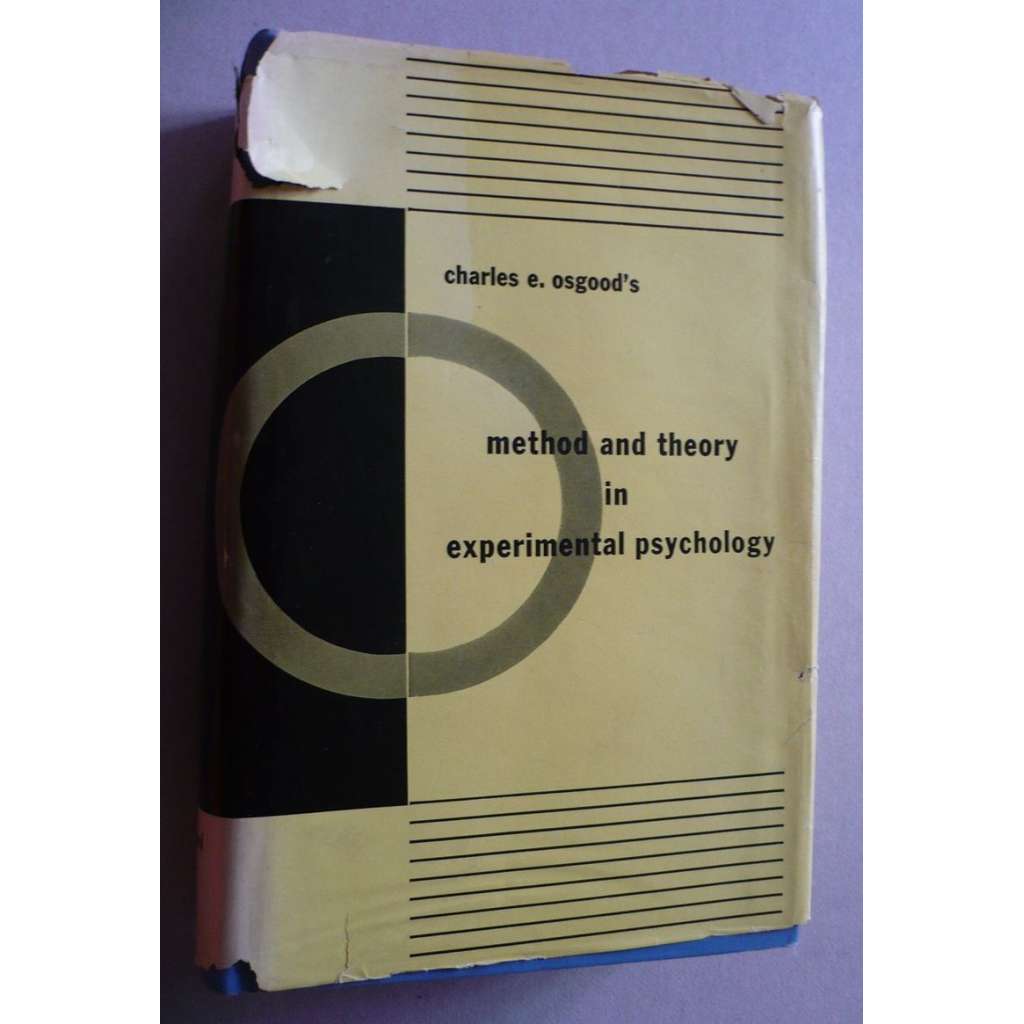 charles e. osgood's
method and theory
in
experimental psychology